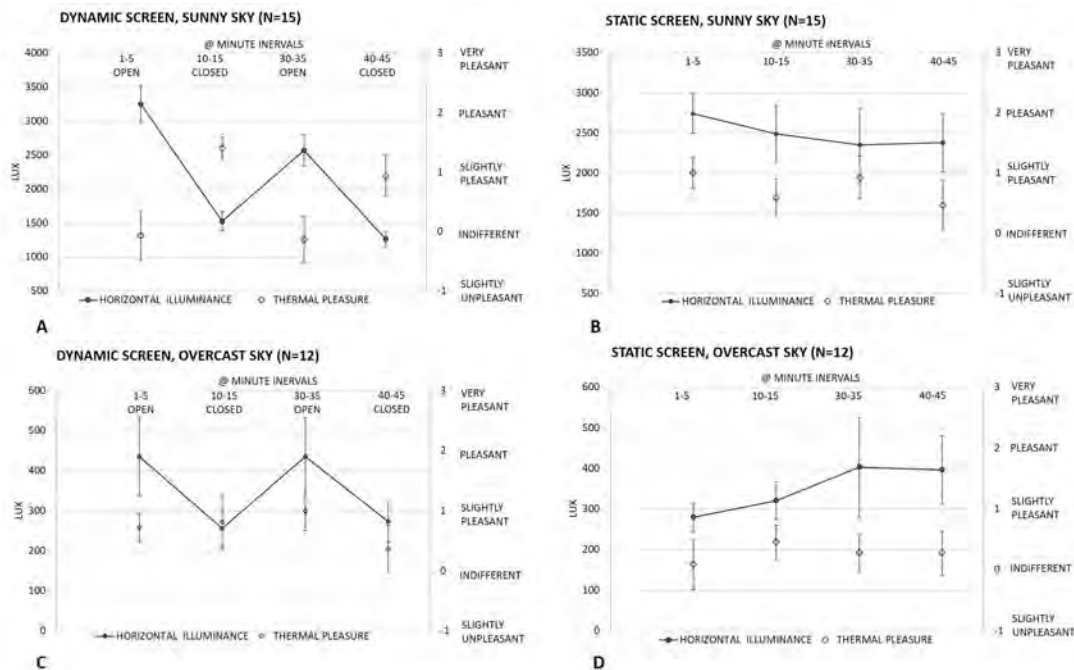 DYNAMIC SCREEN, SUNNY SKY (N=15)
@ MINUTE INERVALS
1-5 10-15 30-35 40-45
OPEN CLOSED OPEN CLOSED
4000
3500
3000
2500
2000
1500
1000
500
LUX
3 VERY PLEASANT
2 PLEASANT
1 SLIGHTLY PLEASANT
0 INDIFFERENT
-1 SLIGHTLY UNPLEASANT
HORIZONTAL ILLUMINANCE THERMAL PLEASURE
A
STATIC SCREEN, SUNNY SKY (N=15)
@ MINUTE INERVALS
1-5 10-15 30-35 40-45
3500
3000
2500
2000
1500
1000
500
LUX
3 VERY PLEASANT
2 PLEASANT
1 SLIGHTLY PLEASANT
0 INDIFFERENT
-1 SLIGHTLY UNPLEASANT
HORIZONTAL ILLUMINANCE THERMAL PLEASURE
B
DYNAMIC SCREEN, OVERCAST SKY (N=12)
@ MINUTE INERVALS
1-5 10-15 30-35 40-45
OPEN CLOSED OPEN CLOSED
600
500
400
300
200
100
0
LUX
3 VERY PLEASANT
2 PLEASANT
1 SLIGHTLY PLEASANT
0 INDIFFERENT
-1 SLIGHTLY UNPLEASANT
HORIZONTAL ILLUMINANCE THERMAL PLEASURE
C
STATIC SCREEN, OVERCAST SKY (N=12)
@ MINUTE INERVALS
1-5 10-15 30-35 40-45
600
500
400
300
200
100
0
LUX
3 VERY PLEASANT
2 PLEASANT
1 SLIGHTLY PLEASANT
0 INDIFFERENT
-1 SLIGHTLY UNPLEASANT
HORIZONTAL ILLUMINANCE THERMAL PLEASURE
D